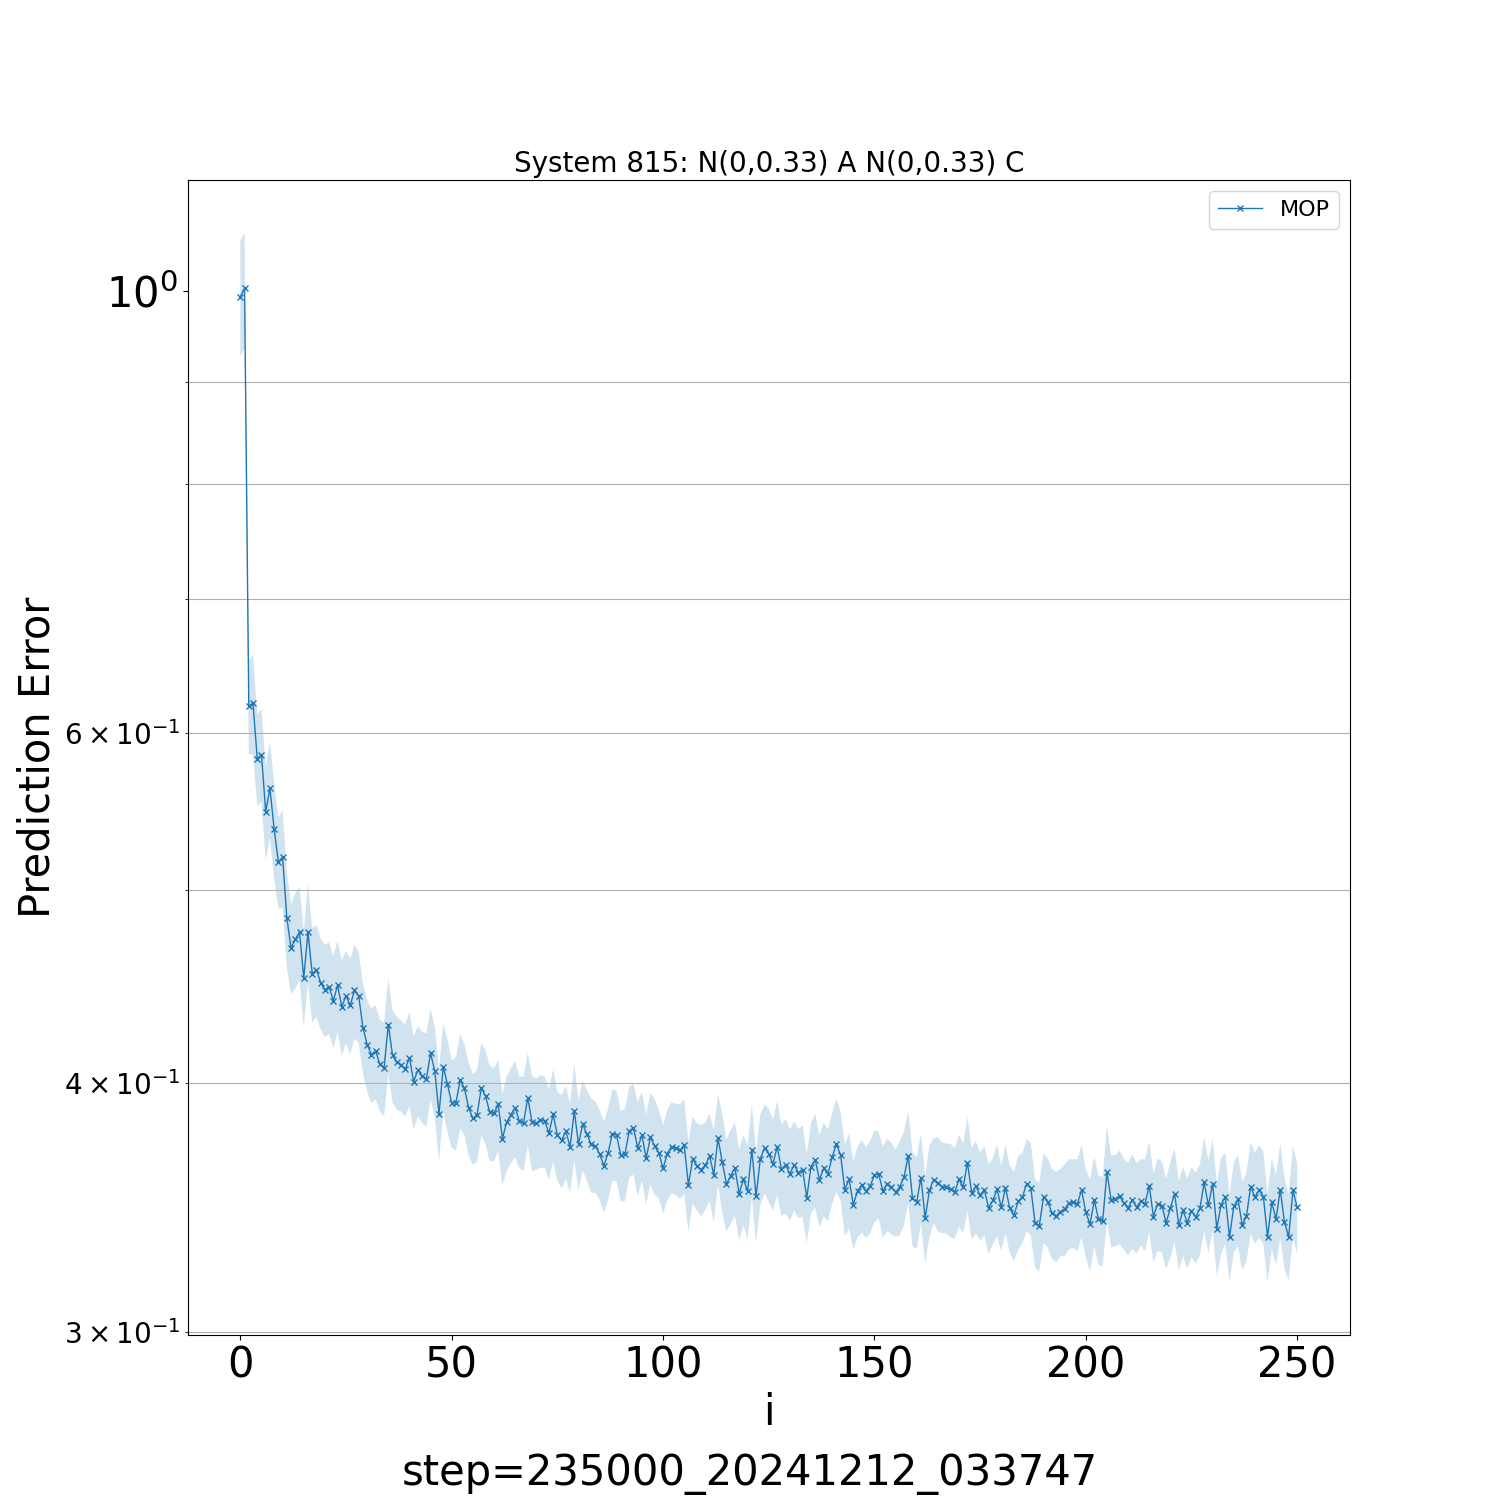 System 815: N(0,0.33) A N(0,0.33) C
MOP
10⁰
6 × 10⁻¹
4 × 10⁻¹
3 × 10⁻¹
Prediction Error
0 50 100 150 200 250
i
step=235000_20241212_033747